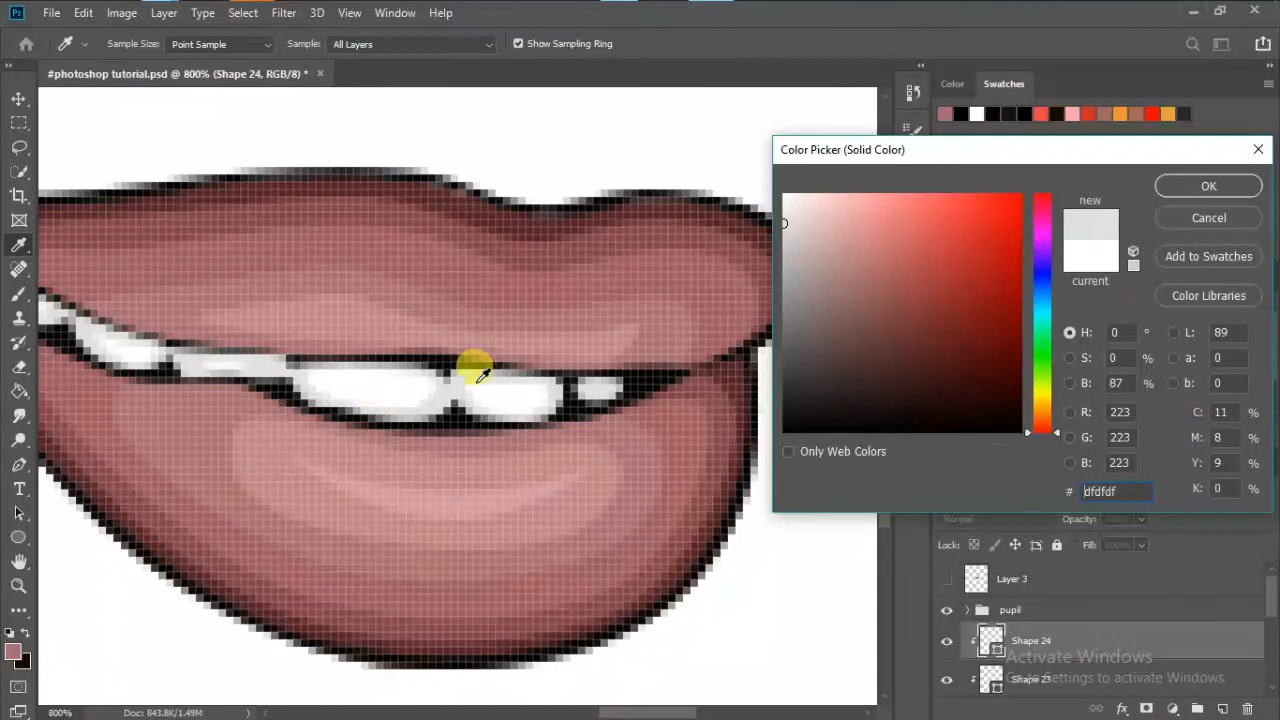 Ps File Edit Image Layer Type Select Filter 3D View Window Help
Sample Size: Point Sample Sample: All Layers Show Sampling Ring
#photoshop tutorial.psd @ 800% (Shape 24, RGB/8) * ×
Color Swatches
Color Picker (Solid Color)
new
current
OK
Cancel
Add to Swatches
Color Libraries
H: 0 ° L: 89
S: 0 % a: 0
B: 87 % b: 0
R: 223 C: 11 %
G: 223 M: 8 %
B: 223 Y: 9 %
# dfdfdf K: 0 %
Only Web Colors
Normal Opacity: 100%
Lock: Fill: 100%
Layer 3
pupil
Shape 24
Activate Windows
Go to Settings to activate Windows.
Shape 23
800% Doc: 843.8K/1.49M